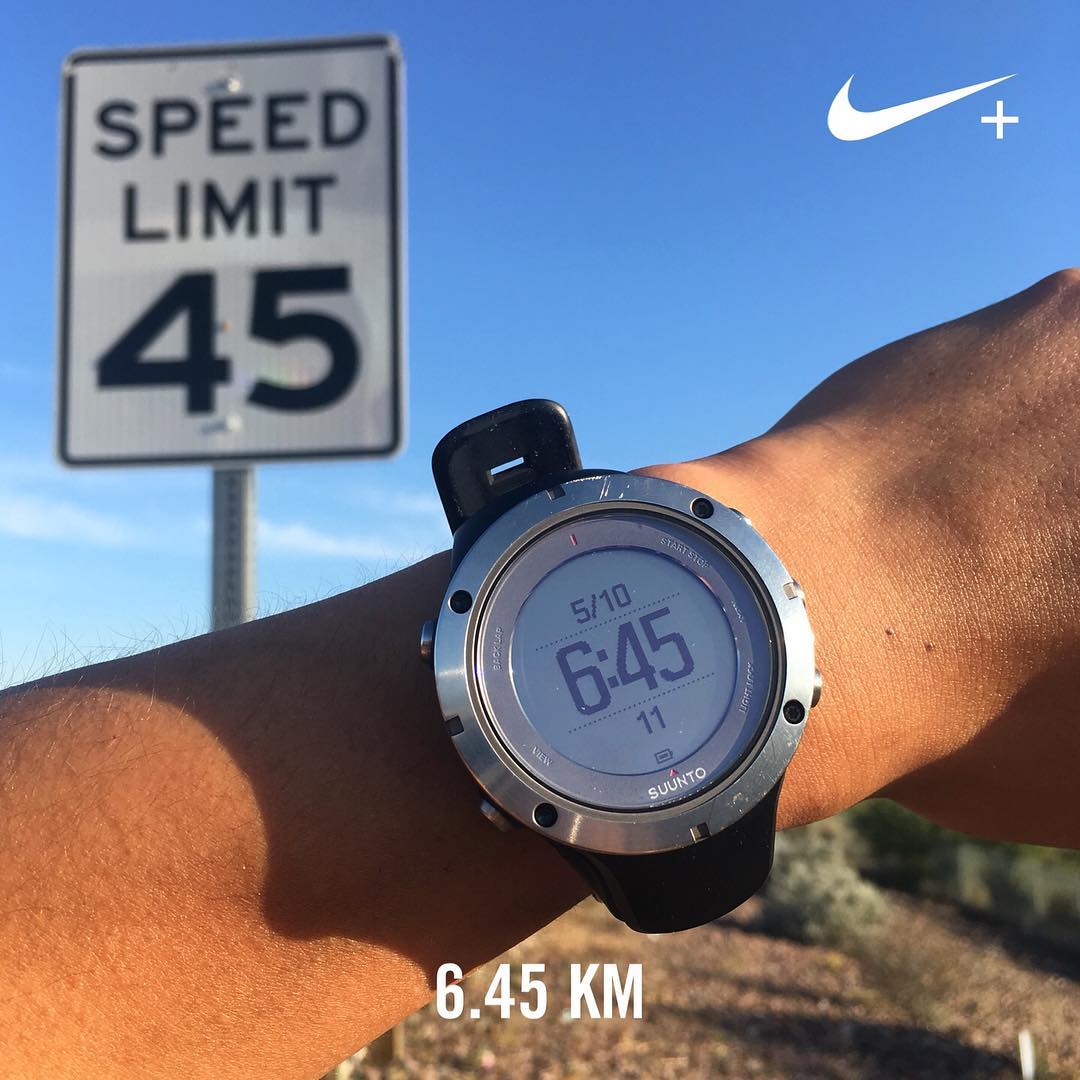 SPEED
LIMIT
45
+
START STOP
5/10
6:45
11
BACK LAP
LIGHT LOCK
VIEW
SUUNTO
6.45 KM